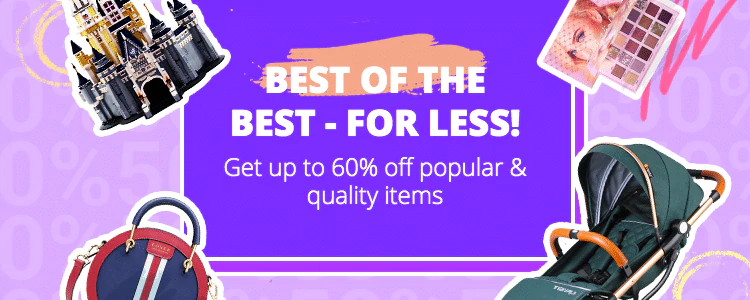 BEST OF THE
BEST - FOR LESS!
Get up to 60% off popular &
quality items